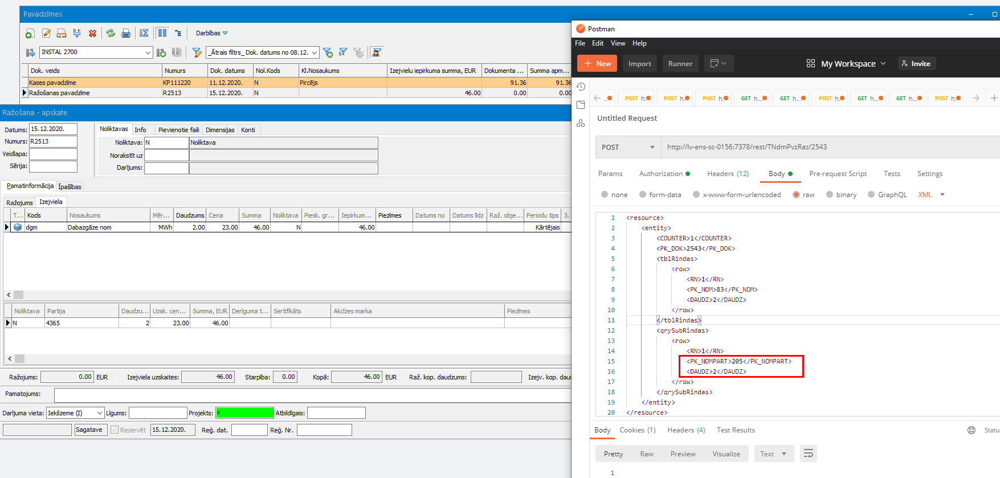 Pavadzīmes
Darbības
INSTAL 2700
_Ātrais filtrs_ Dok. datums no 08.12.
Dok. veids Numurs Dok. datums Nol.Kods Kl.Nosaukums Izejvielu iepirkuma summa, EUR Dokumenta ... Summa apm...
Kases pavadzīme KP111220 11.12.2020. N Pircējs 91.36 91.36
Ražošanas pavadzīme R2513 15.12.2020. N 46.00 0.00 0.00
Ražošana - apskate
Datums: 15.12.2020.
Numurs: R2513
Veidlapa:
Sērija:
Noliktavas Info Pievienotie faili Dimensijas Konti
Noliktava: N Noliktava
Norakstīt uz
Darījums:
Pamatinformācija Īpašības
Ražojums Izejviela
T... Kods Nosaukums Mēr... Daudzums Cena Summa Noliktava Piesk. gr... Iepirkum... Piezīmes Datums no Datums līdz Raž. obje... Periodu tips 3.
dgm Dabazgāze nom MWh 2.00 23.00 46.00 N 46.00 Kārtējais
Noliktava Partija Daudzu... Uzsk. cen... Summa, EUR Derīguma t... Sertifikāts Akcīzes marka Piezīmes
N 4365 2 23.00 46.00
Ražojums: 0.00 EUR Izejviela uzskaites: 46.00 Starpība: 0.00 Kopā: 46.00 EUR Raž. kop. daudzums: Izejv. kop. daud
Pamatojums:
Darījuma vieta: Iekšzeme (I) Līgums: Projekts: V Atbildīgais:
Sagatave Rezervēt 15.12.2020. Reģ. dat. Reģ. Nr.
Postman
File Edit View Help
+ New Import Runner My Workspace Invite
.. POST h. POST h. POST h. GET h... GET h... POST h. GET h... GET h... POST h.
Untitled Request
POST http://lv-ens-sc-0156:7378/rest/TNdmPvzRaz/2543
Params Authorization Headers (12) Body Pre-request Script Tests Settings
none form-data x-www-form-urlencoded raw binary GraphQL XML
1 <resource>
2 <entity>
3 <COUNTER>1</COUNTER>
4 <PK_DOK>2543</PK_DOK>
5 <tblRindas>
6 <row>
7 <RN>1</RN>
8 <PK_NOM>83</PK_NOM>
9 <DAUDZ>2</DAUDZ>
10 </row>
11 </tblRindas>
12 <qrySubRindas>
13 <row>
14 <RN>1</RN>
15 <PK_NOMPART>205</PK_NOMPART>
16 <DAUDZ>2</DAUDZ>
17 </row>
18 </qrySubRindas>
19 </entity>
20 </resource>
Body Cookies (1) Headers (4) Test Results Statu
Pretty Raw Preview Visualize Text
1